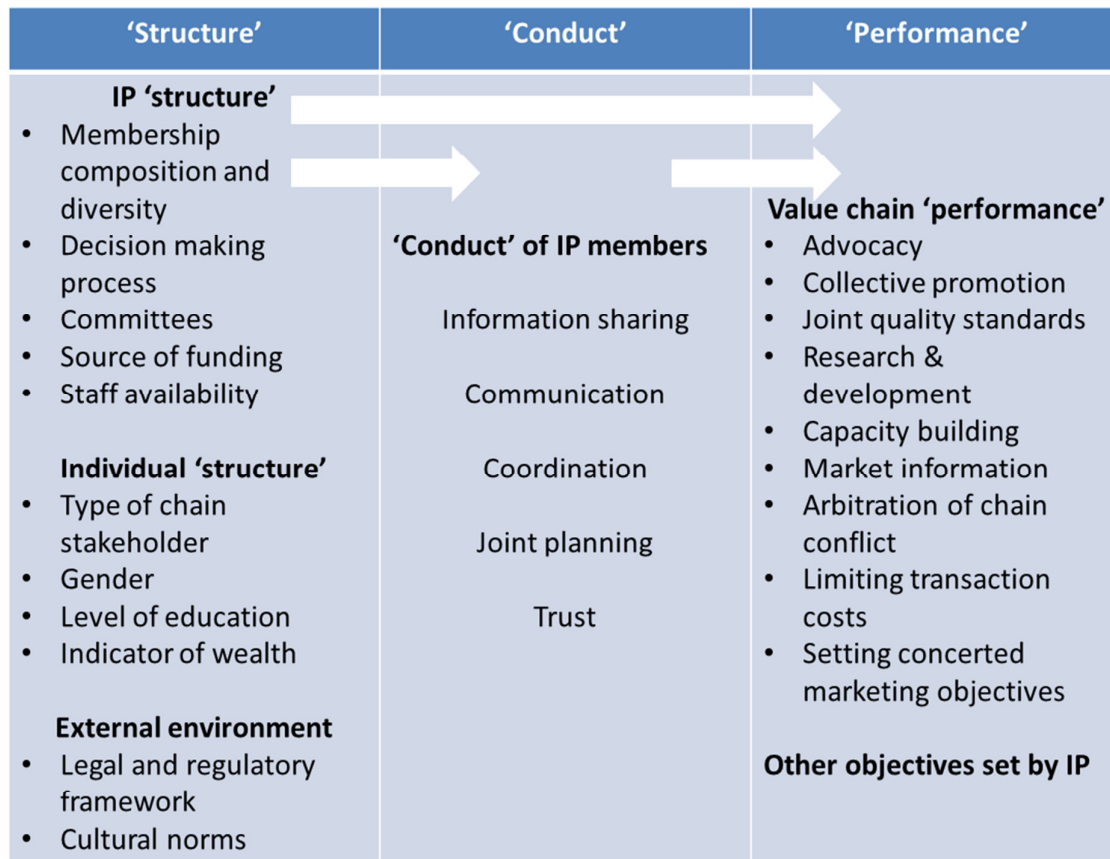 ‘Structure’
‘Conduct’
‘Performance’
IP ‘structure’
• Membership
composition and
diversity
• Decision making
process
• Committees
• Source of funding
• Staff availability
Individual ‘structure’
• Type of chain
stakeholder
• Gender
• Level of education
• Indicator of wealth
External environment
• Legal and regulatory
framework
• Cultural norms
‘Conduct’ of IP members
Information sharing
Communication
Coordination
Joint planning
Trust
Value chain ‘performance’
• Advocacy
• Collective promotion
• Joint quality standards
• Research &
development
• Capacity building
• Market information
• Arbitration of chain
conflict
• Limiting transaction
costs
• Setting concerted
marketing objectives
Other objectives set by IP